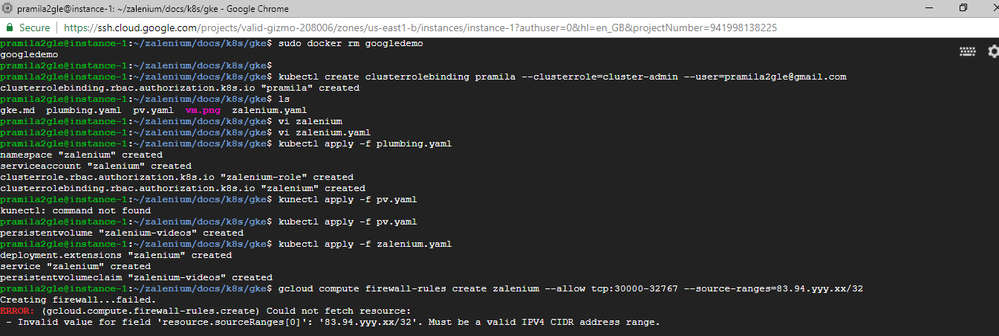 pramila2gle@instance-1: ~/zalenium/docs/k8s/gke - Google Chrome
Secure https://ssh.cloud.google.com/projects/valid-gizmo-208006/zones/us-east1-b/instances/instance-1?authuser=0&hl=en_GB&projectNumber=941998138225
pramila2gle@instance-1:~/zalenium/docs/k8s/gke$ sudo docker rm googledemo
googledemo
pramila2gle@instance-1:~/zalenium/docs/k8s/gke$
pramila2gle@instance-1:~/zalenium/docs/k8s/gke$ kubectl create clusterrolebinding pramila --clusterrole=cluster-admin --user=pramila2gle@gmail.com
clusterrolebinding.rbac.authorization.k8s.io "pramila" created
pramila2gle@instance-1:~/zalenium/docs/k8s/gke$ ls
gke.md plumbing.yaml pv.yaml vm.png zalenium.yaml
pramila2gle@instance-1:~/zalenium/docs/k8s/gke$ vi zalenium
pramila2gle@instance-1:~/zalenium/docs/k8s/gke$ vi zalenium.yaml
pramila2gle@instance-1:~/zalenium/docs/k8s/gke$ kubectl apply -f plumbing.yaml
namespace "zalenium" created
serviceaccount "zalenium" created
clusterrole.rbac.authorization.k8s.io "zalenium-role" created
clusterrolebinding.rbac.authorization.k8s.io "zalenium" created
pramila2gle@instance-1:~/zalenium/docs/k8s/gke$ kunectl apply -f pv.yaml
kunectl: command not found
pramila2gle@instance-1:~/zalenium/docs/k8s/gke$ kubectl apply -f pv.yaml
persistentvolume "zalenium-videos" created
pramila2gle@instance-1:~/zalenium/docs/k8s/gke$ kubectl apply -f zalenium.yaml
deployment.extensions "zalenium" created
service "zalenium" created
persistentvolumeclaim "zalenium-videos" created
pramila2gle@instance-1:~/zalenium/docs/k8s/gke$ gcloud compute firewall-rules create zalenium --allow tcp:30000-32767 --source-ranges=83.94.yyy.xx/32
Creating firewall...failed.
ERROR: (gcloud.compute.firewall-rules.create) Could not fetch resource:
- Invalid value for field 'resource.sourceRanges[0]': '83.94.yyy.xx/32'. Must be a valid IPV4 CIDR address range.